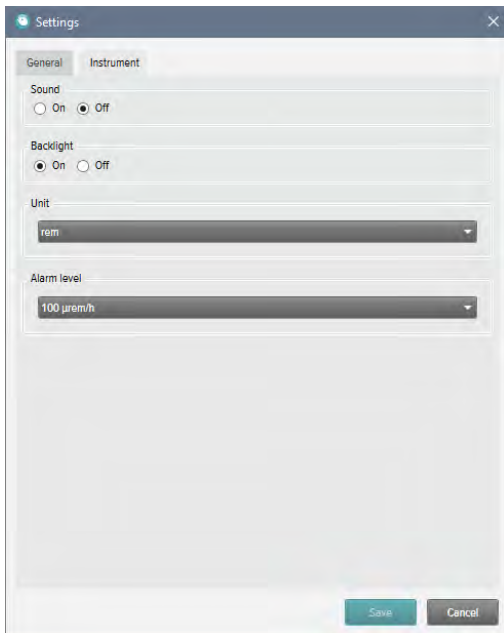 Settings
General Instrument
Sound
On Off
Backlight
On Off
Unit
rem
Alarm level
100 µrem/h
Save Cancel